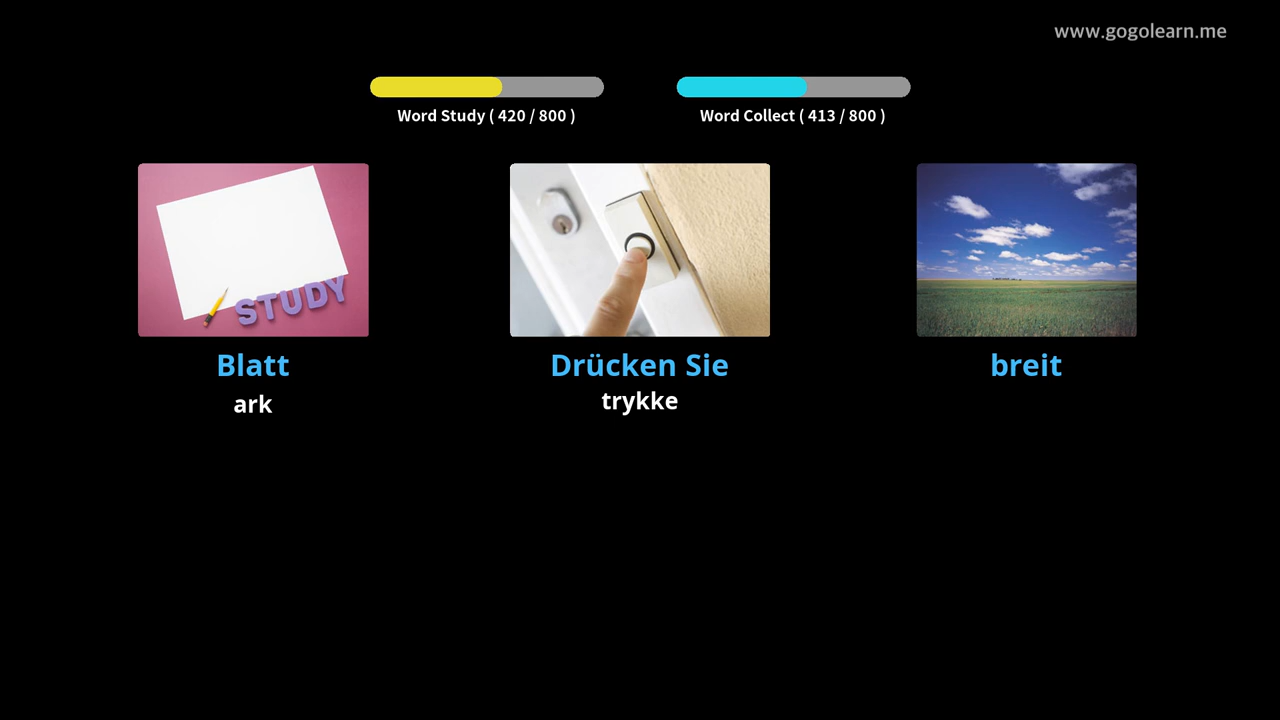 www.gogolearn.me
Word Study ( 420 / 800 )
Word Collect ( 413 / 800 )
STUDY
Blatt
Drücken Sie
breit
ark
trykke